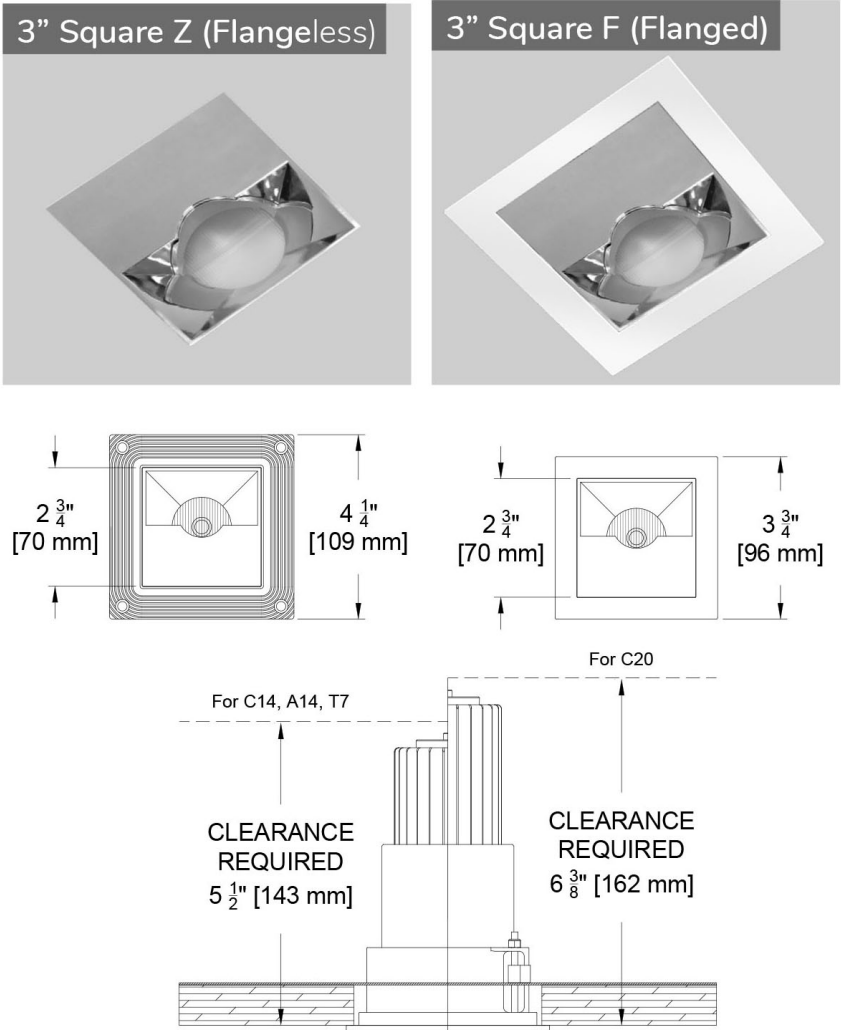 3” Square Z (Flangeless)
3” Square F (Flanged)
2 3/4"
[70 mm]
4 1/4"
[109 mm]
2 3/4"
[70 mm]
3 3/4"
[96 mm]
For C20
For C14, A14, T7
CLEARANCE
REQUIRED
5 1/2" [143 mm]
CLEARANCE
REQUIRED
6 3/8" [162 mm]